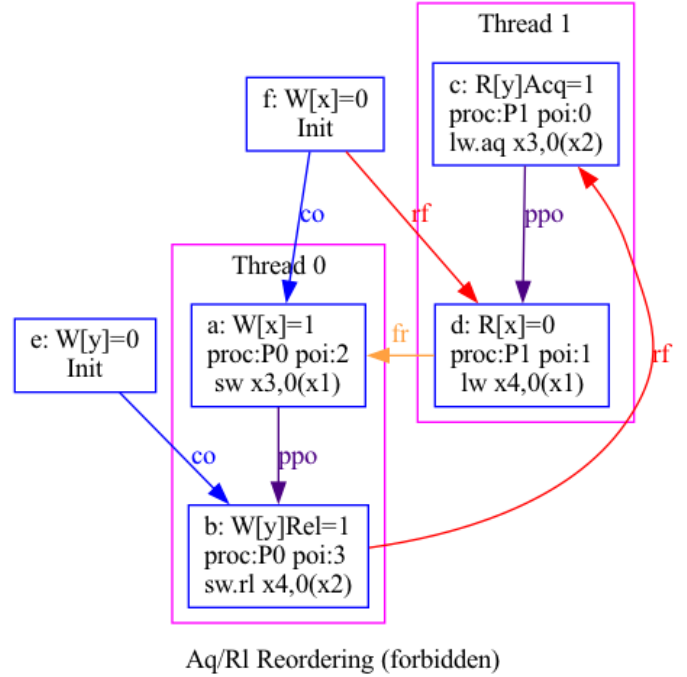 Thread 1
c: R[y]Acq=1
proc:P1 poi:0
lw.aq x3,0(x2)
f: W[x]=0
Init
co
rf
ppo
Thread 0
a: W[x]=1
proc:P0 poi:2
sw x3,0(x1)
fr
d: R[x]=0
proc:P1 poi:1
lw x4,0(x1)
rf
e: W[y]=0
Init
co
ppo
b: W[y]Rel=1
proc:P0 poi:3
sw.rl x4,0(x2)
Aq/Rl Reordering (forbidden)